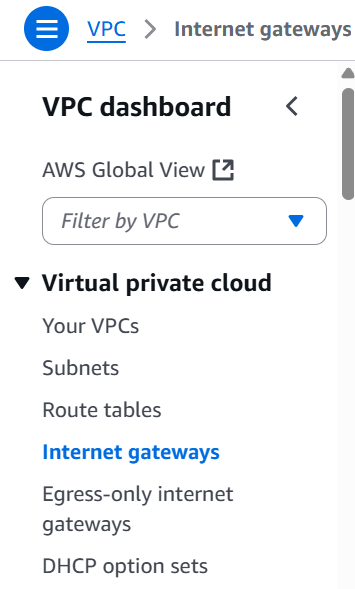 VPC > Internet gateways
VPC dashboard
AWS Global View
Filter by VPC
Virtual private cloud
Your VPCs
Subnets
Route tables
Internet gateways
Egress-only internet
gateways
DHCP option sets